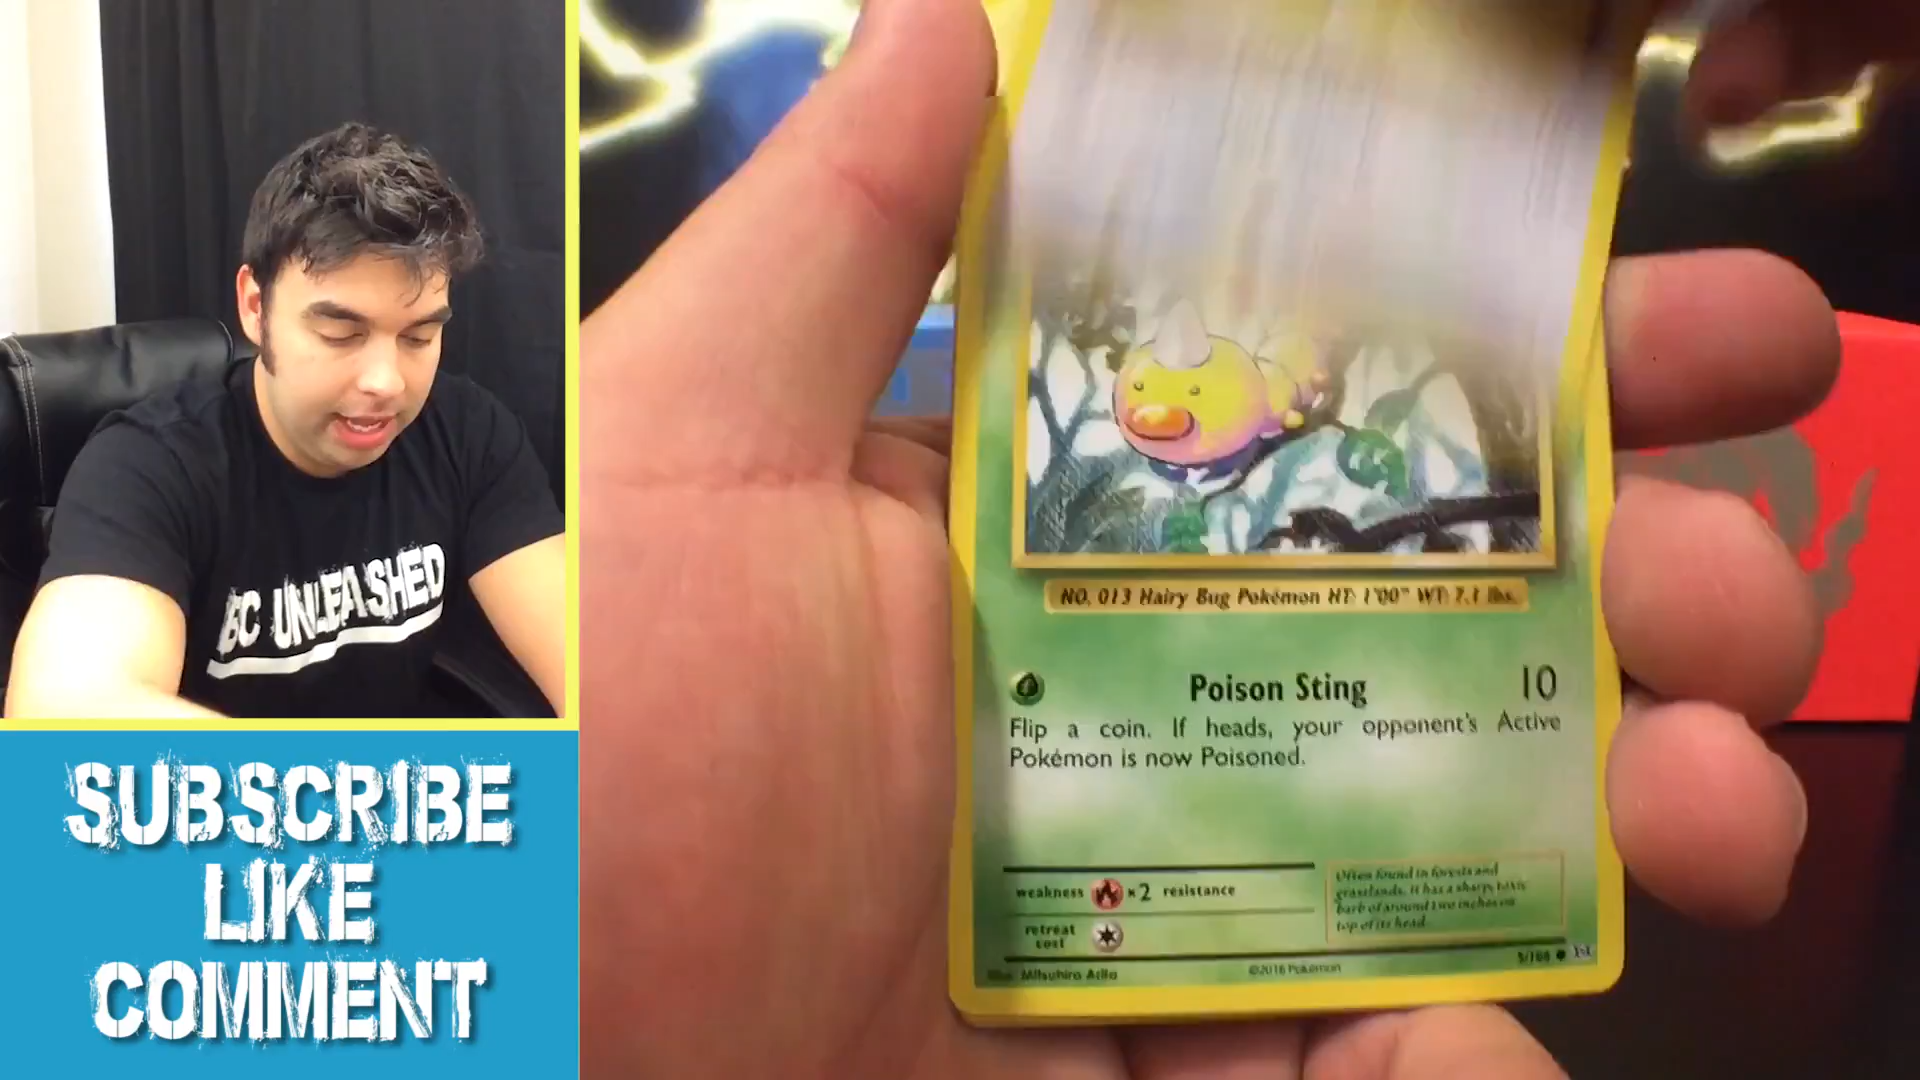 BC UNLEASHED
SUBSCRIBE
LIKE
COMMENT
NO. 013 Hairy Bug Pokémon HT: 1'00" WT: 7.1 lbs.
Poison Sting 10
Flip a coin. If heads, your opponent's Active
Pokémon is now Poisoned.
weakness ×2 resistance
retreat
cost
Often found in forests and
grasslands. It has a sharp, toxic
barb of around two inches on
top of its head.
5/108
Illus. Mitsuhiro Arita
©2016 Pokémon